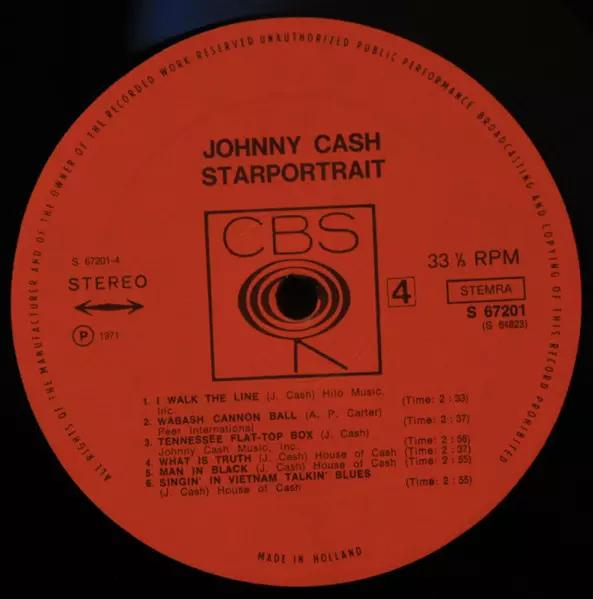 ALL RIGHTS OF THE MANUFACTURER AND OF THE OWNER OF THE RECORDED WORK RESERVED UNAUTHORIZED PUBLIC PERFORMANCE BROADCASTING AND COPYING OF THIS RECORD PROHIBITED
JOHNNY CASH
STARPORTRAIT
CBS
S 67201-4
STEREO
P 1971
4
33 ⅓ RPM
STEMRA
S 67201
(S 64823)
1. I WALK THE LINE (J. Cash) Hilo Music, (Time: 2 : 33)
Inc.
2. WABASH CANNON BALL (A. P. Carter) (Time: 2 : 37)
Peer International
3. TENNESSEE FLAT-TOP BOX (J. Cash)
Johnny Cash Music, Inc. (Time: 2 : 58)
4. WHAT IS TRUTH (J. Cash) House of Cash (Time: 2 : 37)
5. MAN IN BLACK (J. Cash) House of Cash (Time: 2 : 55)
6. SINGIN' IN VIETNAM TALKIN' BLUES
(J. Cash) House of Cash (Time: 2 : 55)
MADE IN HOLLAND